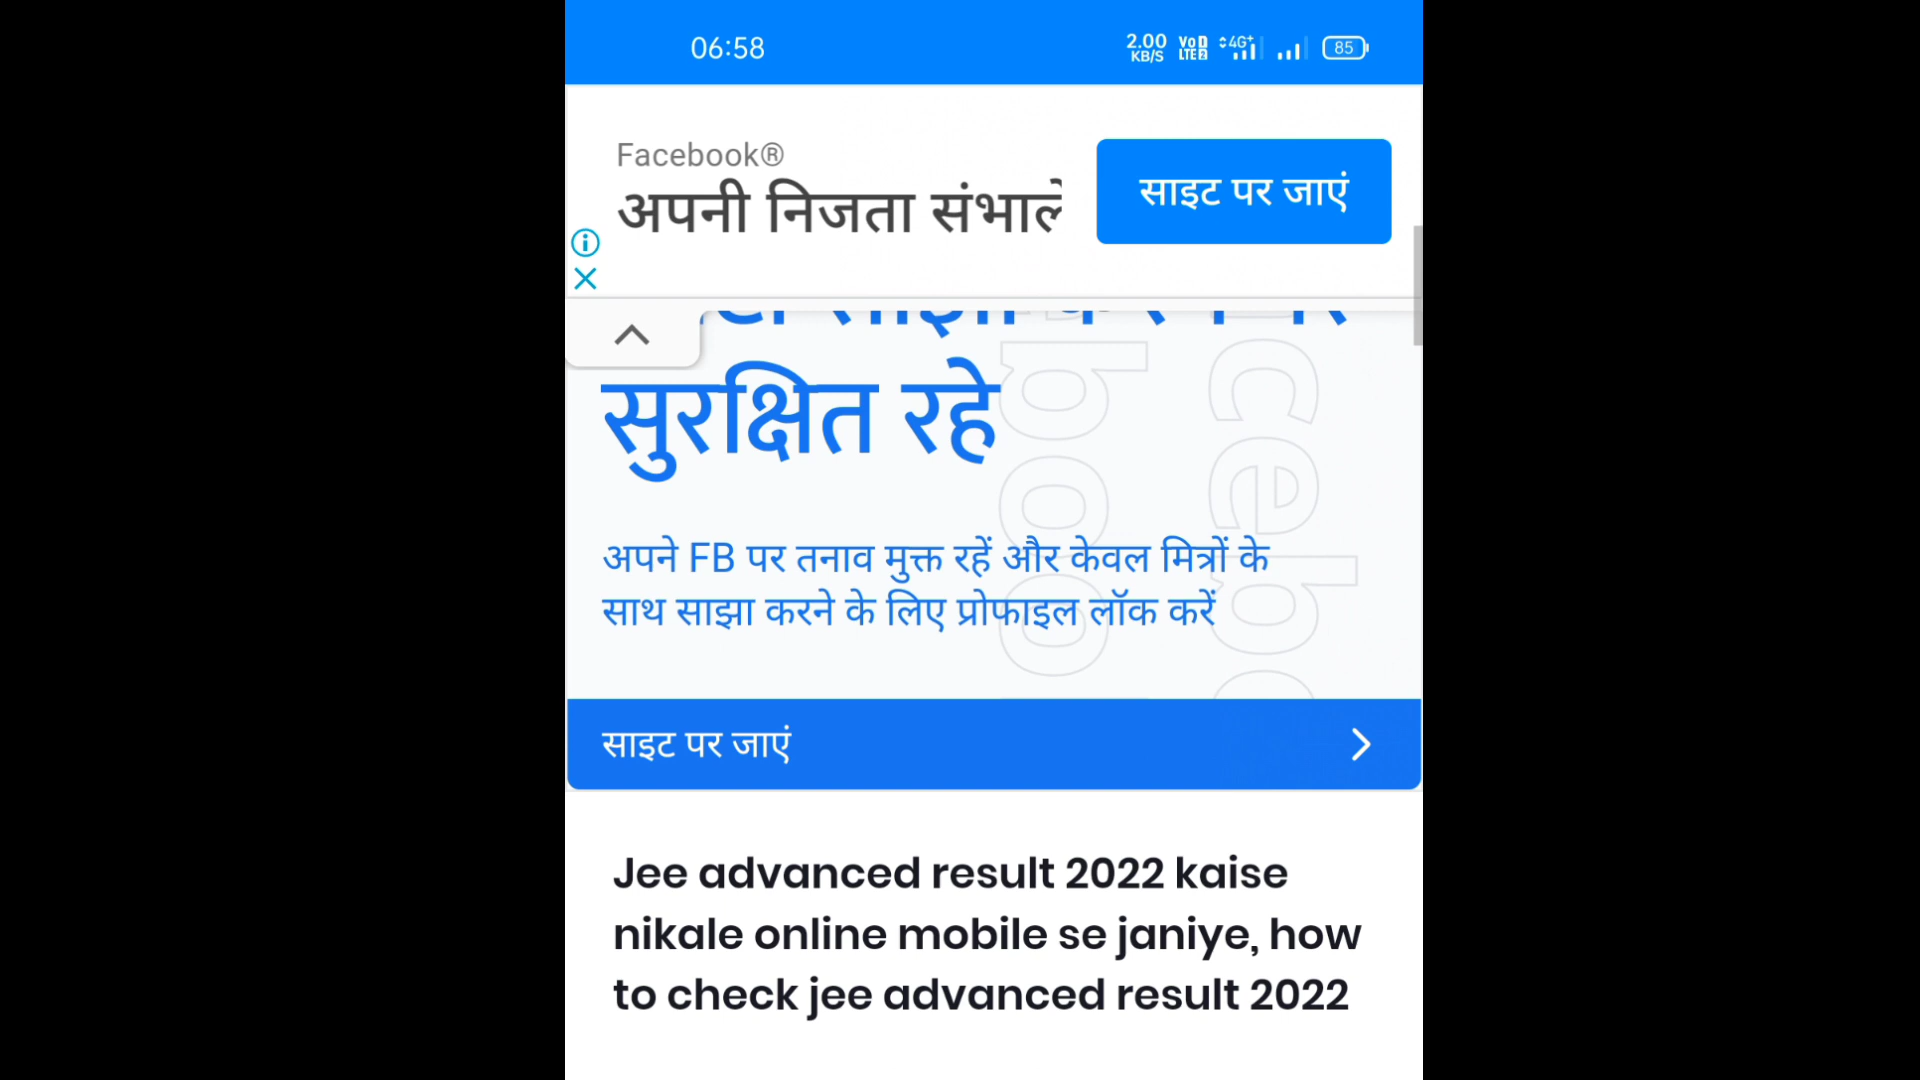 06:58
2.00 KB/S VoD LTE2 4G+ 85
Facebook®
अपनी निजता संभाले
साइट पर जाएं
सुरक्षित रहे
अपने FB पर तनाव मुक्त रहें और केवल मित्रों के
साथ साझा करने के लिए प्रोफाइल लॉक करें
साइट पर जाएं
Jee advanced result 2022 kaise
nikale online mobile se janiye, how
to check jee advanced result 2022